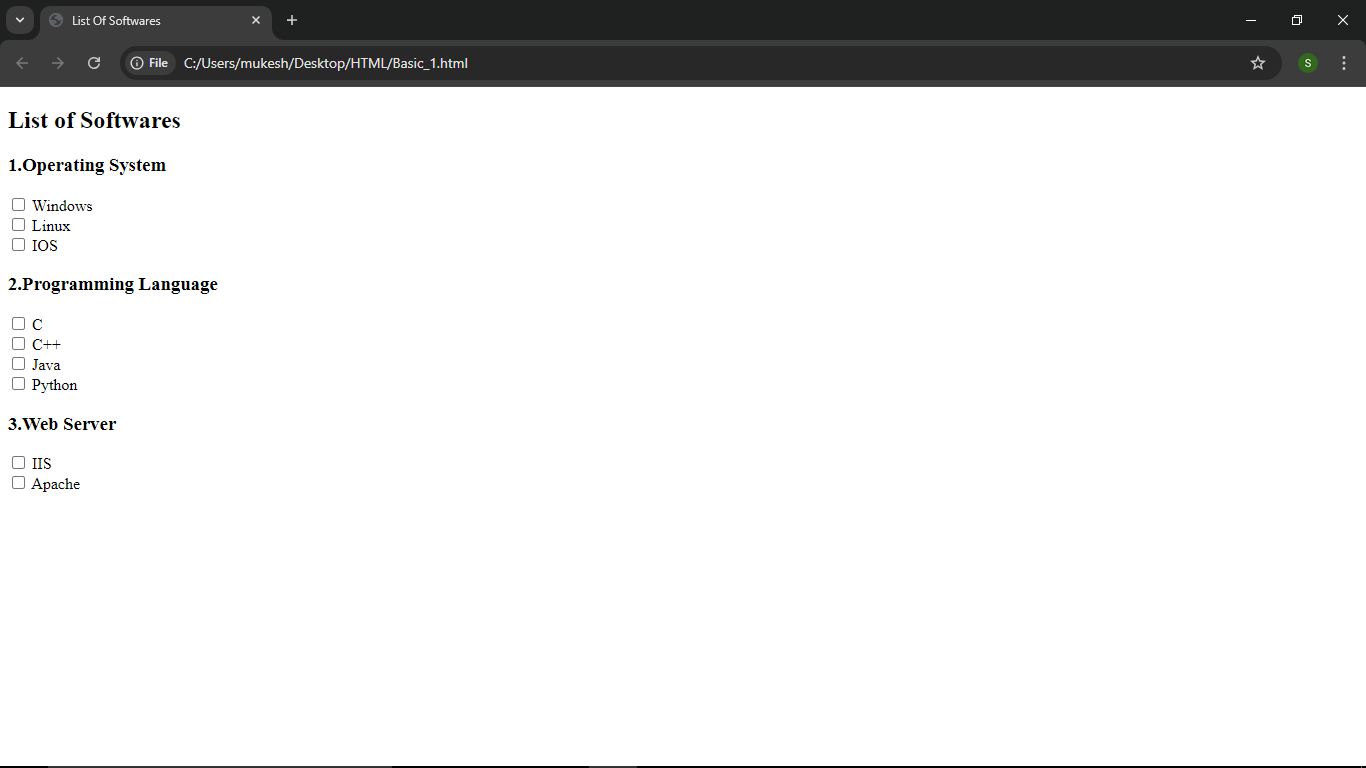 List Of Softwares
File C:/Users/mukesh/Desktop/HTML/Basic_1.html
S
List of Softwares
1.Operating System
Windows
Linux
IOS
2.Programming Language
C
C++
Java
Python
3.Web Server
IIS
Apache